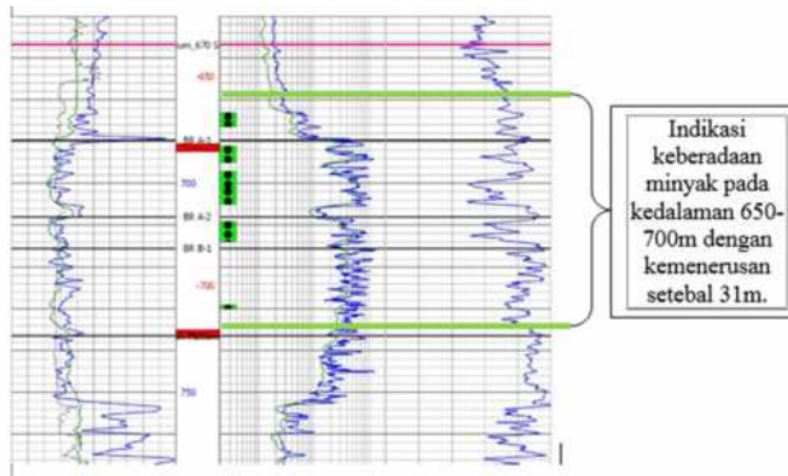 -650
BR A-1
700
BR A-2
BR B-1
-700
750
Indikasi
keberadaan
minyak pada
kedalaman 650-
700m dengan
kemenerusan
setebal 31m.